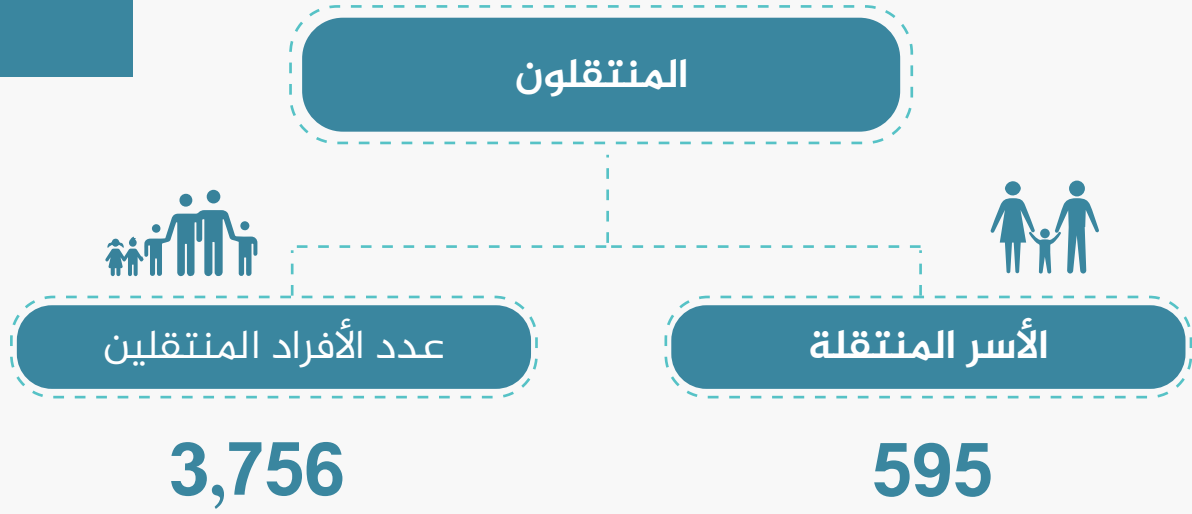 المنتقلون
الأسر المنتقلة
عدد الأفراد المنتقلين
595
3,756